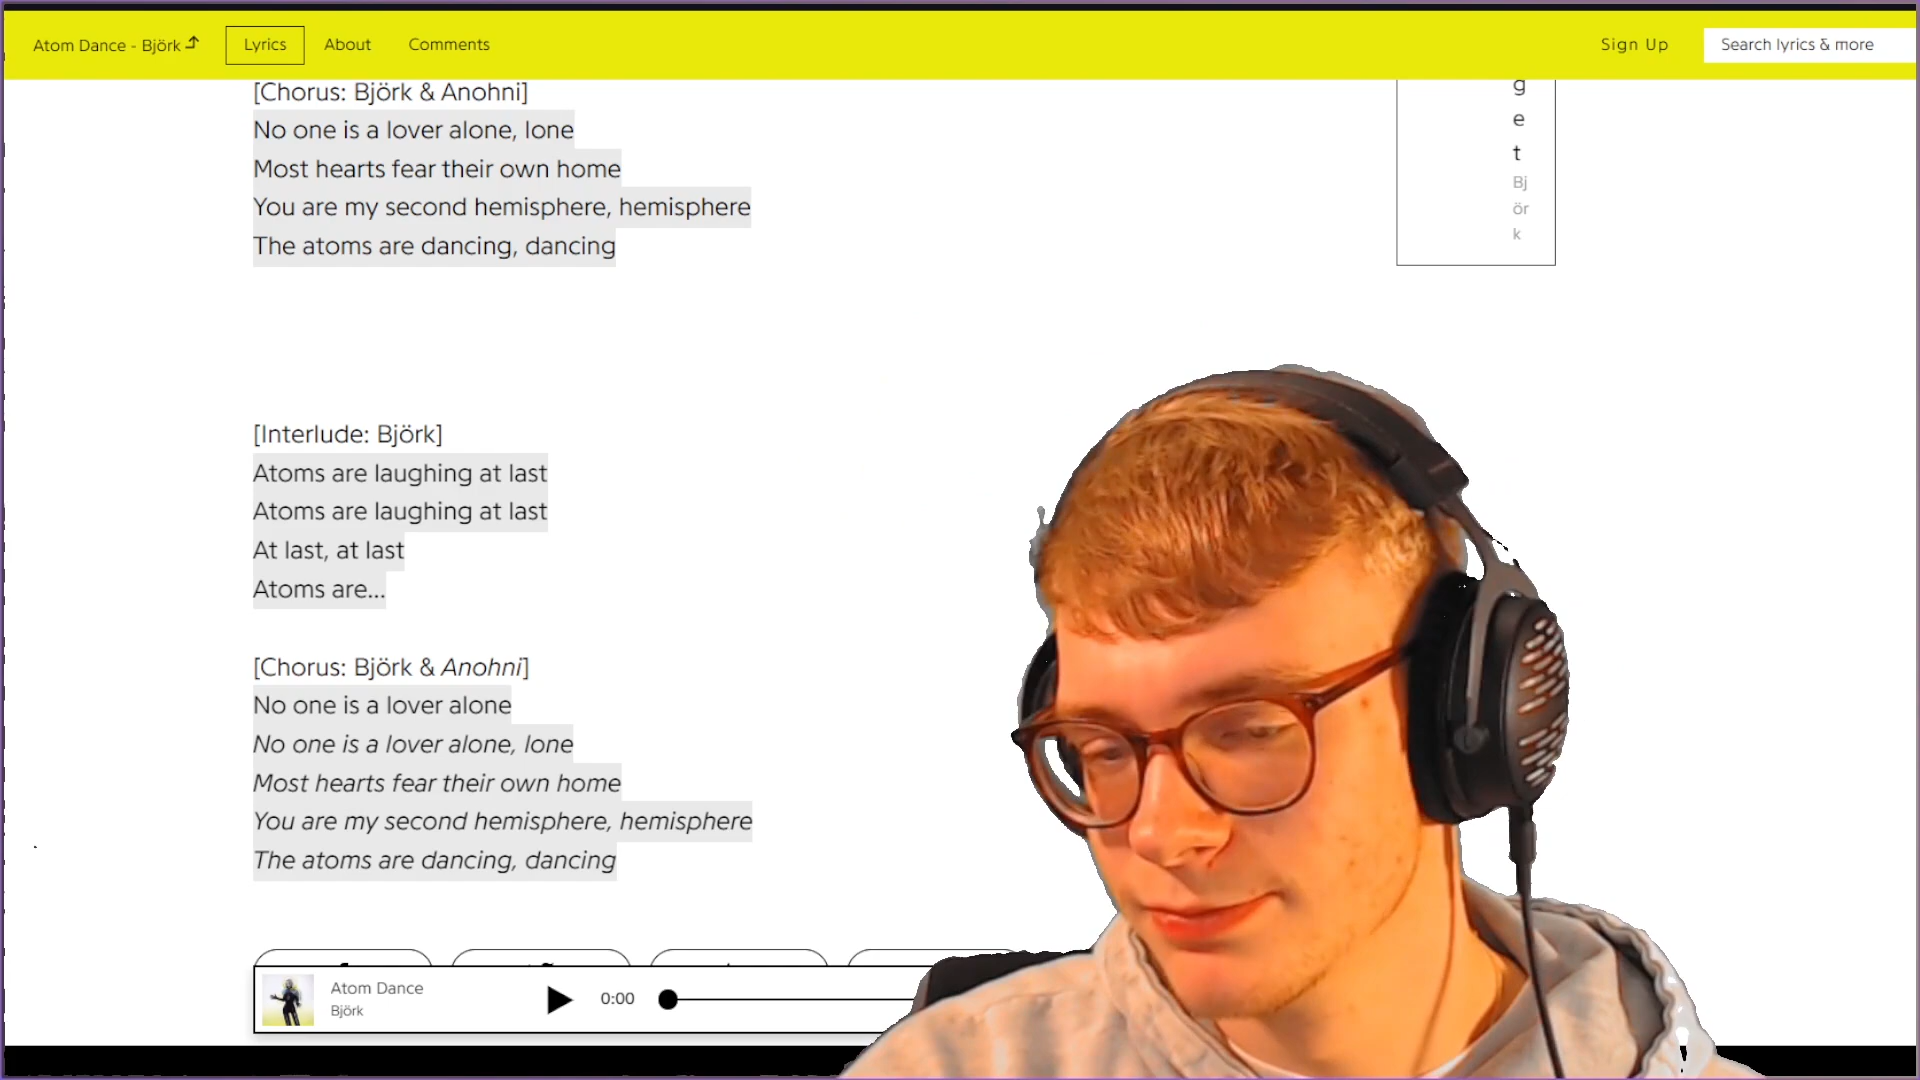 Atom Dance - Björk
Lyrics
About
Comments
Sign Up
Search lyrics & more
[Chorus: Björk & Anohni]
No one is a lover alone, lone
Most hearts fear their own home
You are my second hemisphere, hemisphere
The atoms are dancing, dancing
g
e
t
Bj
ör
k
[Interlude: Björk]
Atoms are laughing at last
Atoms are laughing at last
At last, at last
Atoms are...
[Chorus: Björk & Anohni]
No one is a lover alone
No one is a lover alone, lone
Most hearts fear their own home
You are my second hemisphere, hemisphere
The atoms are dancing, dancing
Atom Dance
Björk
0:00